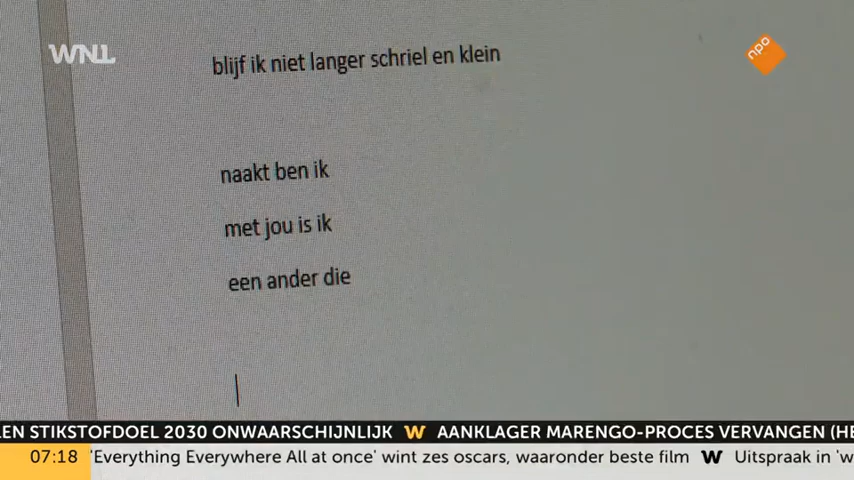 WNL
npo
blijf ik niet langer schriel en klein
naakt ben ik
met jou is ik
een ander die
LEN STIKSTOFDOEL 2030 ONWAARSCHIJNLIJK W AANKLAGER MARENGO-PROCES VERVANGEN (HE
07:18 'Everything Everywhere All at once' wint zes oscars, waaronder beste film W Uitspraak in 'w